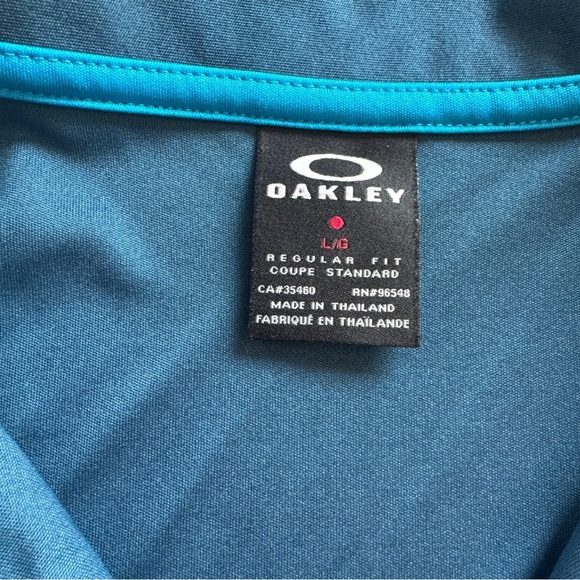 OAKLEY
L/G
REGULAR FIT
COUPE STANDARD
CA#35460 RN#96548
MADE IN THAILAND
FABRIQUÉ EN THAÏLANDE